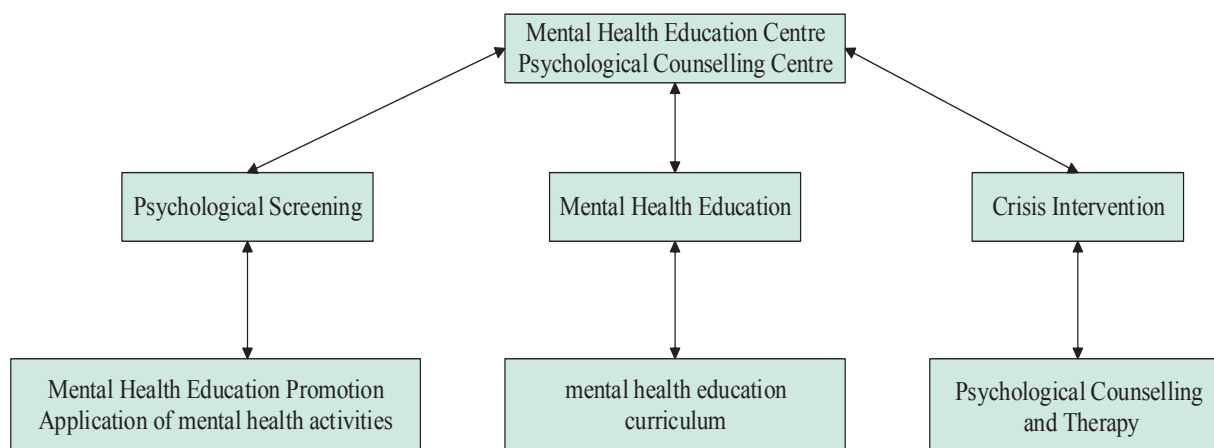 Mental Health Education Centre
Psychological Counselling Centre
Psychological Screening
Mental Health Education
Crisis Intervention
Mental Health Education Promotion
Application of mental health activities
mental health education
curriculum
Psychological Counselling
and Therapy